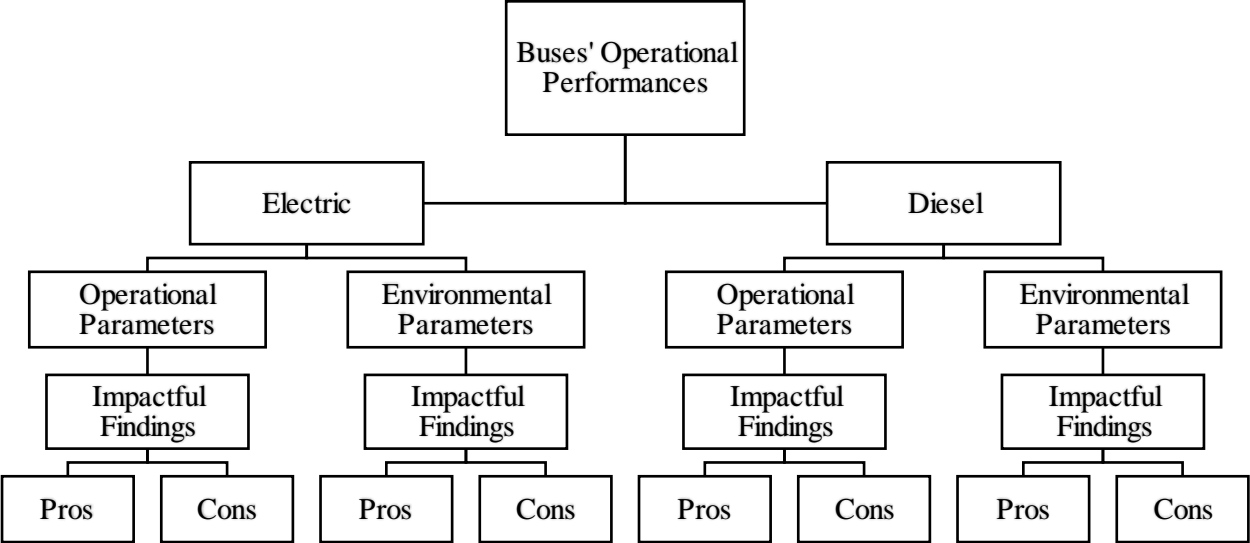 Buses' Operational
Performances
Electric
Diesel
Operational
Parameters
Environmental
Parameters
Operational
Parameters
Environmental
Parameters
Impactful
Findings
Impactful
Findings
Impactful
Findings
Impactful
Findings
Pros
Cons
Pros
Cons
Pros
Cons
Pros
Cons